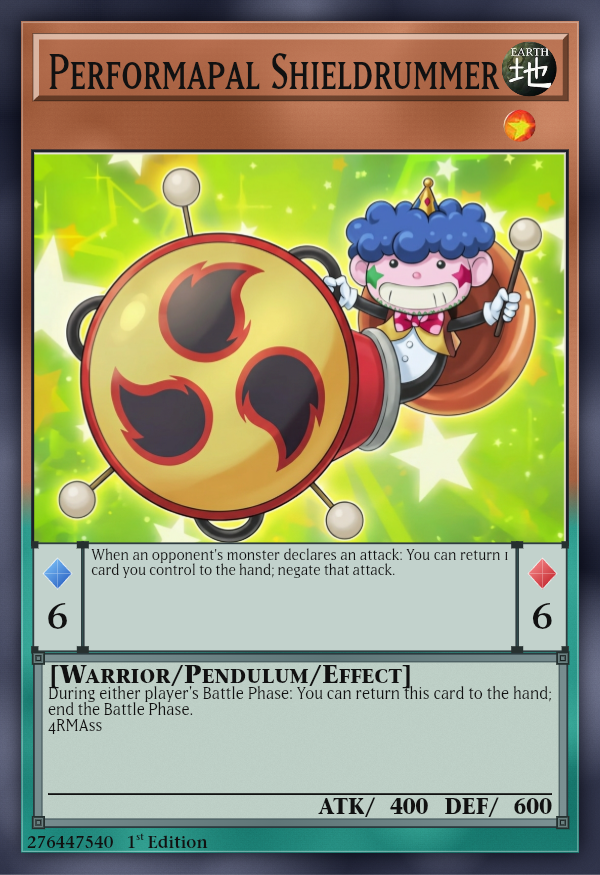 Performapal Shieldrummer
EARTH
地
When an opponent's monster declares an attack: You can return 1
card you control to the hand; negate that attack.
6
6
[Warrior/Pendulum/Effect]
During either player's Battle Phase: You can return this card to the hand;
end the Battle Phase.
4RMAss
ATK/ 400 DEF/ 600
276447540 1st Edition